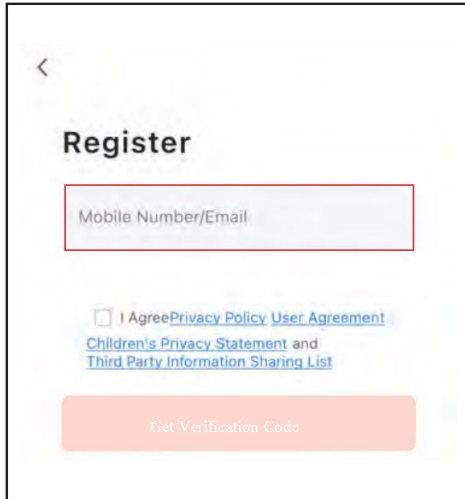 Register
Mobile Number/Email
I AgreePrivacy Policy User Agreement
Children's Privacy Statement and
Third Party Information Sharing List
Get Verification Code